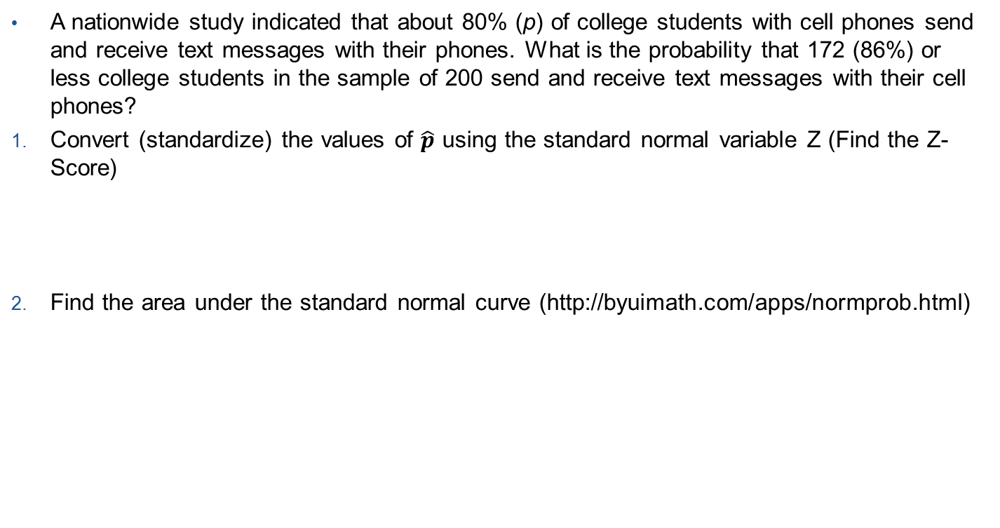 • A nationwide study indicated that about 80% (p) of college students with cell phones send
and receive text messages with their phones. What is the probability that 172 (86%) or
less college students in the sample of 200 send and receive text messages with their cell
phones?
1. Convert (standardize) the values of p̂ using the standard normal variable Z (Find the Z-
Score)
2. Find the area under the standard normal curve (http://byuimath.com/apps/normprob.html)